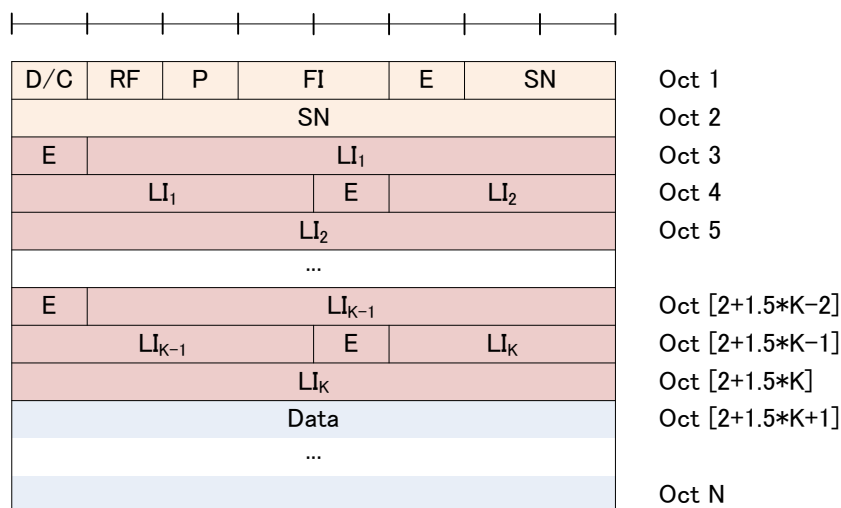 D/C RF P FI E SN Oct 1
SN Oct 2
E LI₁ Oct 3
LI₁ E LI₂ Oct 4
LI₂ Oct 5
...
E LIK₋₁ Oct [2+1.5*K-2]
LIK₋₁ E LIK Oct [2+1.5*K-1]
LIK Oct [2+1.5*K]
Data Oct [2+1.5*K+1]
...
Oct N